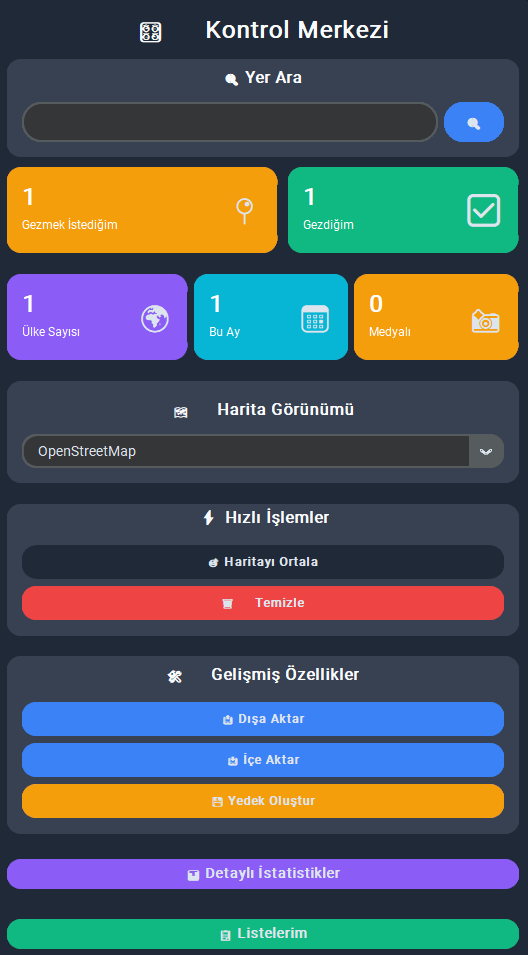 Kontrol Merkezi
Yer Ara
1
Gezmek İstediğim
1
Gezdiğim
1
Ülke Sayısı
1
Bu Ay
0
Medyalı
Harita Görünümü
OpenStreetMap
Hızlı İşlemler
Haritayı Ortala
Temizle
Gelişmiş Özellikler
Dışa Aktar
İçe Aktar
Yedek Oluştur
Detaylı İstatistikler
Listelerim